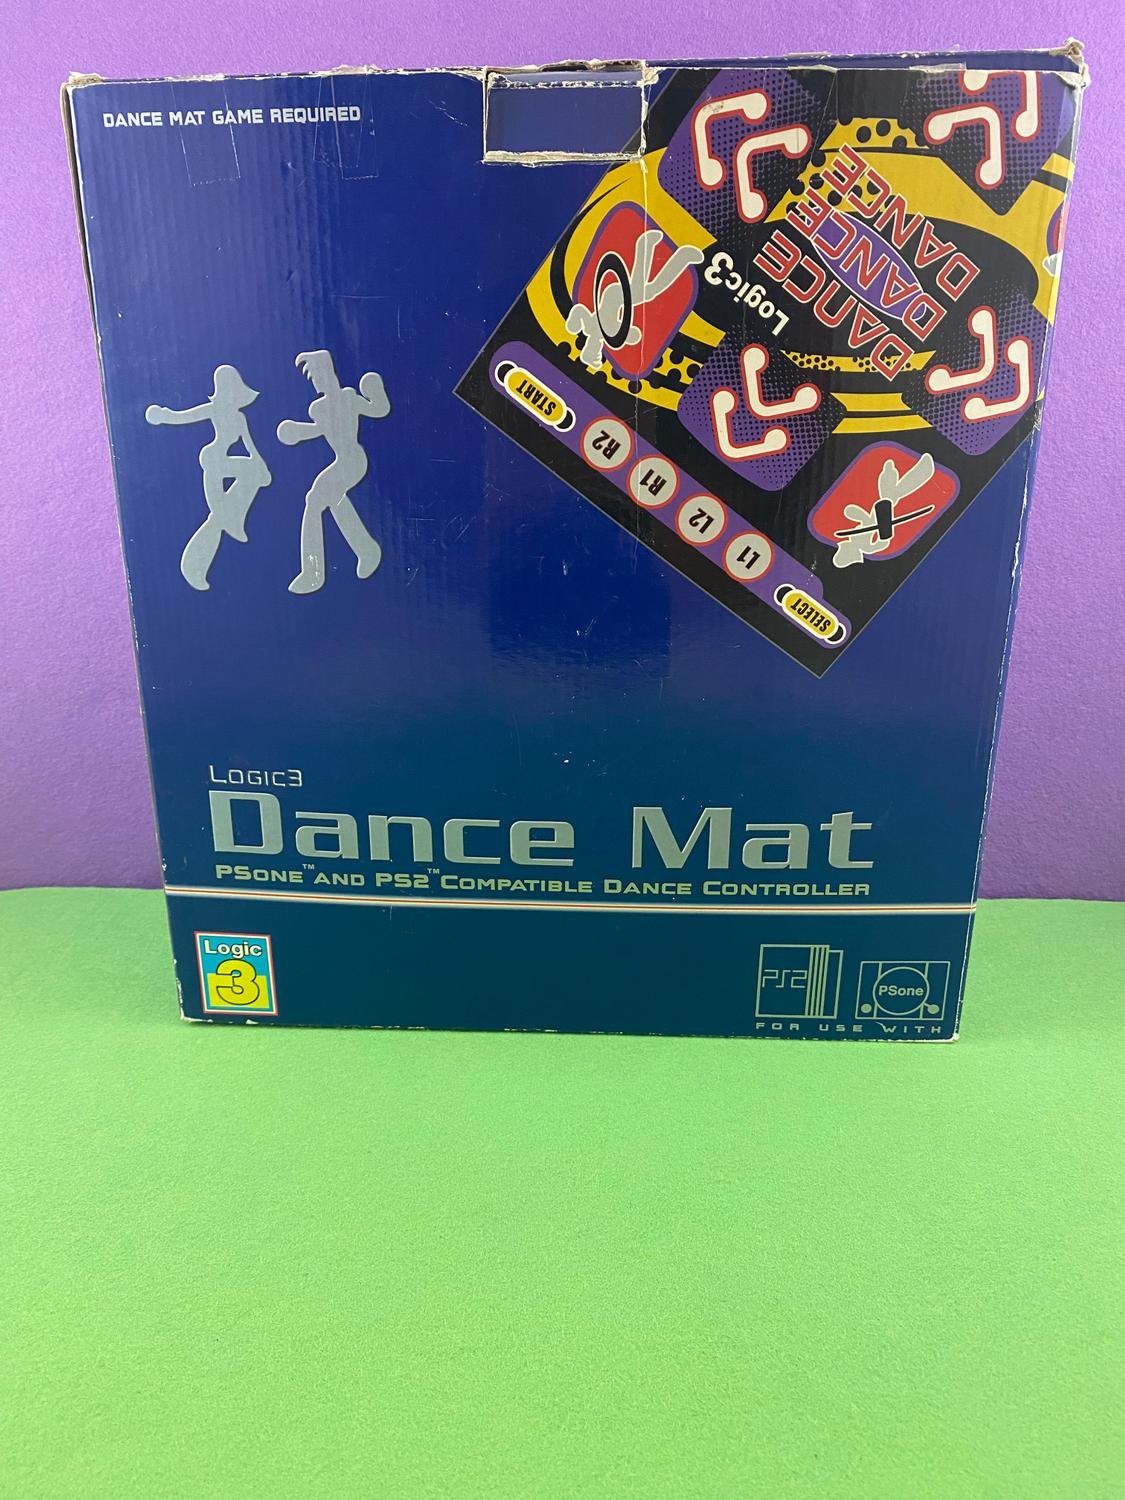 DANCE MAT GAME REQUIRED
DANCE
DANCE
DANCE
Logic3
START
R2
R1
L2
L1
SELECT
LOGIC3
Dance Mat
PSONE™ AND PS2™ COMPATIBLE DANCE CONTROLLER
Logic
3
PS2
PSone
FOR USE WITH